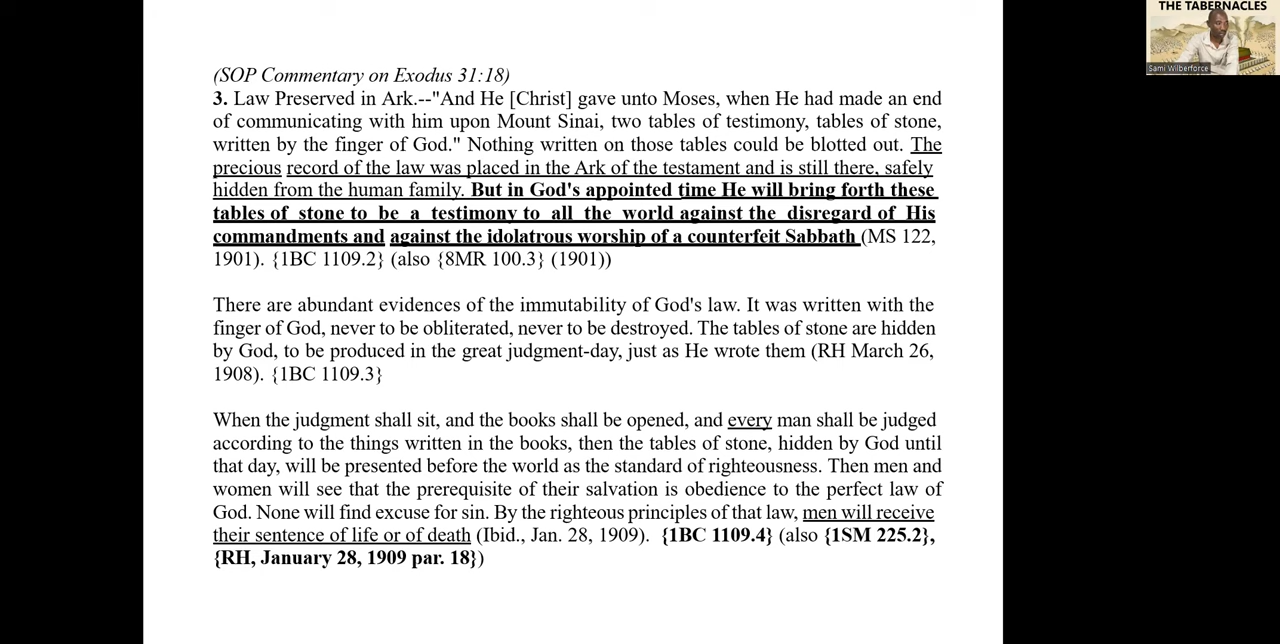 THE TABERNACLES
Sami Wilberforce
(SOP Commentary on Exodus 31:18)
3. Law Preserved in Ark.--"And He [Christ] gave unto Moses, when He had made an end
of communicating with him upon Mount Sinai, two tables of testimony, tables of stone,
written by the finger of God." Nothing written on those tables could be blotted out. The
precious record of the law was placed in the Ark of the testament and is still there, safely
hidden from the human family. But in God's appointed time He will bring forth these
tables of stone to be a testimony to all the world against the disregard of His
commandments and against the idolatrous worship of a counterfeit Sabbath (MS 122,
1901). {1BC 1109.2} (also {8MR 100.3} (1901))
There are abundant evidences of the immutability of God's law. It was written with the
finger of God, never to be obliterated, never to be destroyed. The tables of stone are hidden
by God, to be produced in the great judgment-day, just as He wrote them (RH March 26,
1908). {1BC 1109.3}
When the judgment shall sit, and the books shall be opened, and every man shall be judged
according to the things written in the books, then the tables of stone, hidden by God until
that day, will be presented before the world as the standard of righteousness. Then men and
women will see that the prerequisite of their salvation is obedience to the perfect law of
God. None will find excuse for sin. By the righteous principles of that law, men will receive
their sentence of life or of death (Ibid., Jan. 28, 1909). {1BC 1109.4} (also {1SM 225.2},
{RH, January 28, 1909 par. 18})